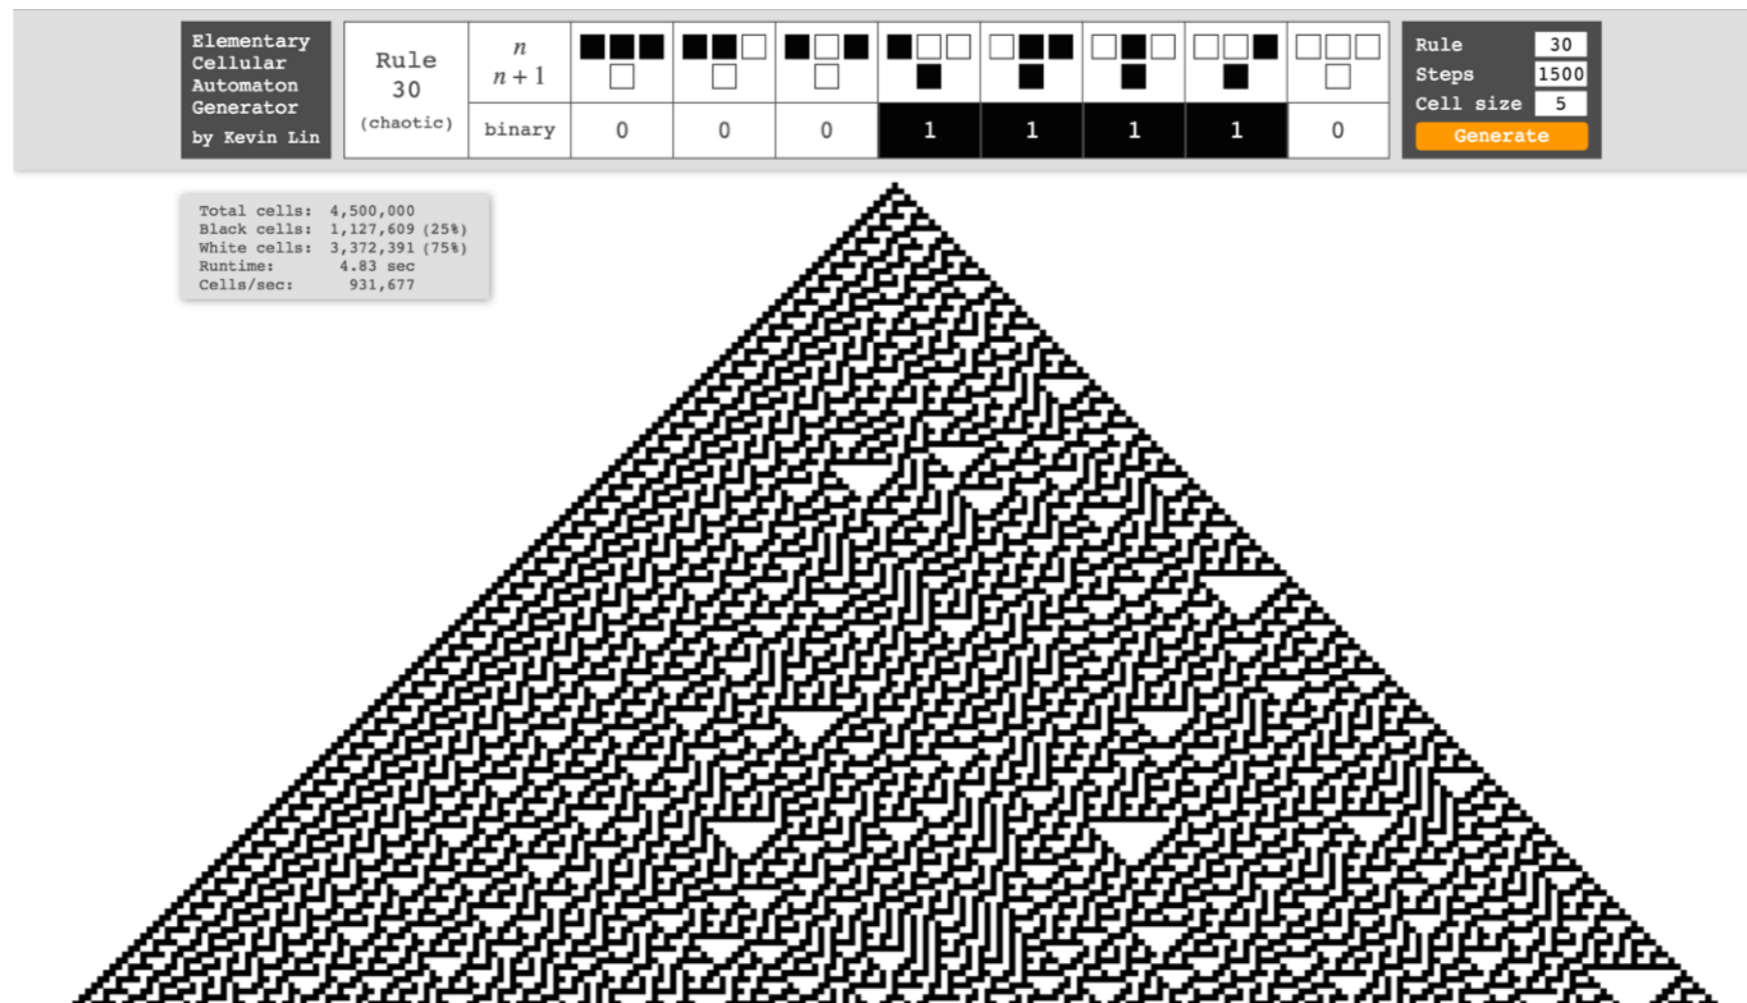 Elementary
Cellular
Automaton
Generator
by Kevin Lin
Rule
30
(chaotic)
n
n + 1
binary
0 0 0 1 1 1 1 0
Rule 30
Steps 1500
Cell size 5
Generate
Total cells: 4,500,000
Black cells: 1,127,609 (25%)
White cells: 3,372,391 (75%)
Runtime: 4.83 sec
Cells/sec: 931,677